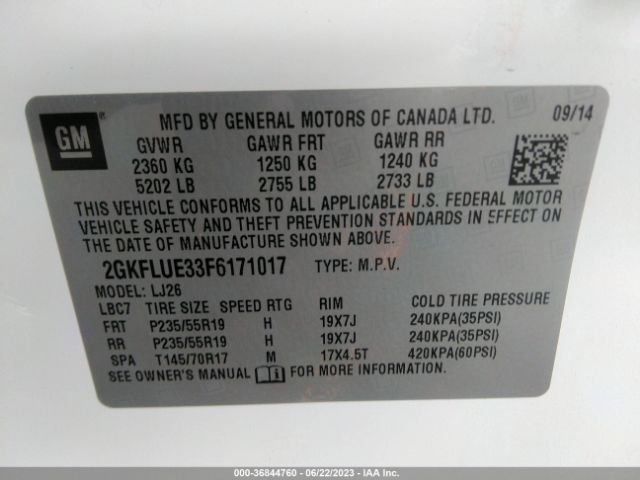 GM
MFD BY GENERAL MOTORS OF CANADA LTD. 09/14
GVWR GAWR FRT GAWR RR
2360 KG 1250 KG 1240 KG
5202 LB 2755 LB 2733 LB
THIS VEHICLE CONFORMS TO ALL APPLICABLE U.S. FEDERAL MOTOR
VEHICLE SAFETY AND THEFT PREVENTION STANDARDS IN EFFECT ON
THE DATE OF MANUFACTURE SHOWN ABOVE.
2GKFLUE33F6171017 TYPE: M.P.V.
MODEL: LJ26
LBC7 TIRE SIZE SPEED RTG RIM COLD TIRE PRESSURE
FRT P235/55R19 H 19X7J 240KPA(35PSI)
RR P235/55R19 H 19X7J 240KPA(35PSI)
SPA T145/70R17 M 17X4.5T 420KPA(60PSI)
SEE OWNER'S MANUAL FOR MORE INFORMATION
000-36844760 - 06/22/2023 - IAAI.COM